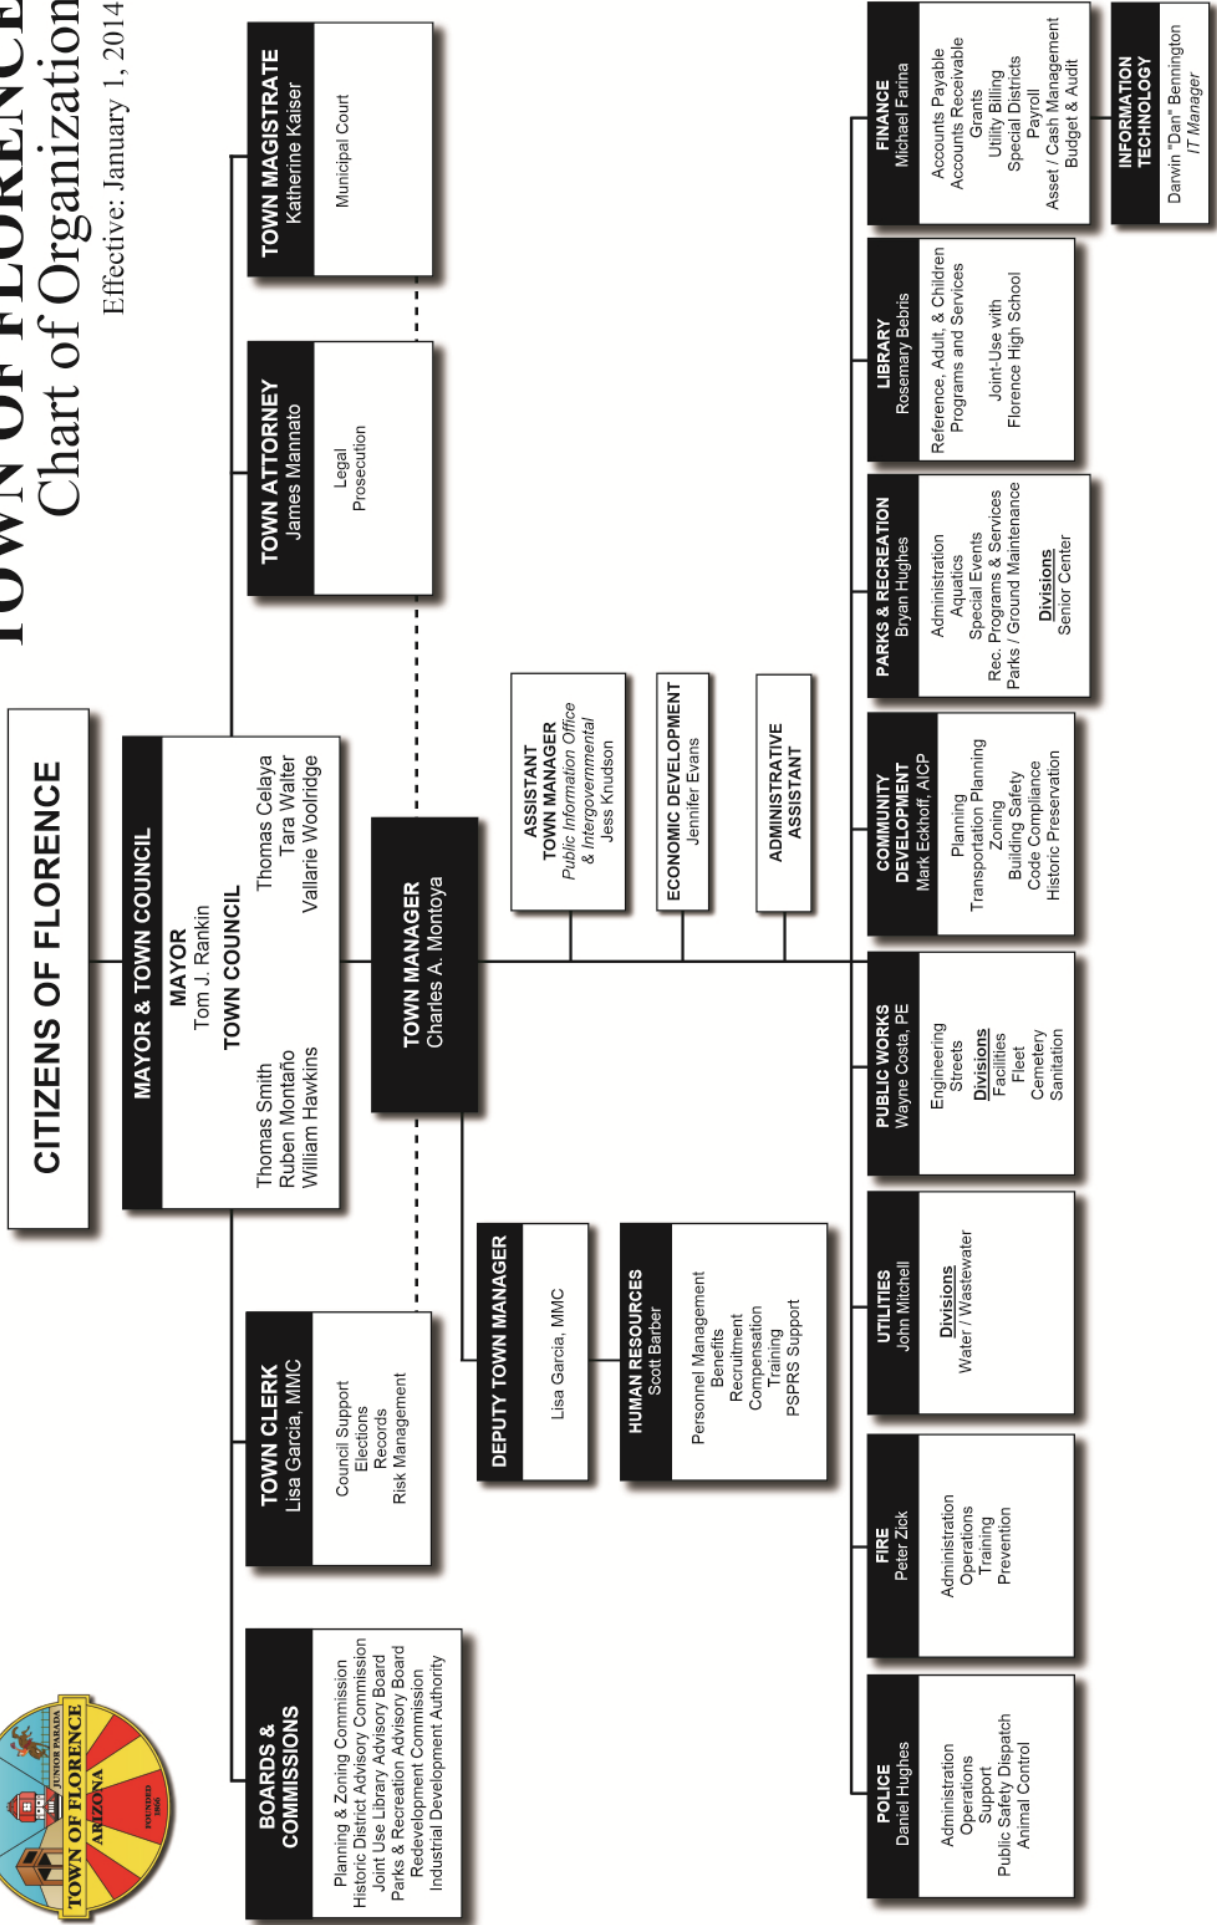 TOWN OF FLORENCE
Chart of Organization
Effective: January 1, 2014
JUNIOR PARADA
TOWN OF FLORENCE
ARIZONA
FOUNDED
1866
CITIZENS OF FLORENCE
MAYOR & TOWN COUNCIL
MAYOR
Tom J. Rankin
TOWN COUNCIL
Thomas Smith
Ruben Montaño
William Hawkins
Thomas Celaya
Tara Walter
Vallarie Woolridge
BOARDS &
COMMISSIONS
Planning & Zoning Commission
Historic District Advisory Commission
Joint Use Library Advisory Board
Parks & Recreation Advisory Board
Redevelopment Commission
Industrial Development Authority
TOWN CLERK
Lisa Garcia, MMC
Council Support
Elections
Records
Risk Management
TOWN ATTORNEY
James Mannato
Legal
Prosecution
TOWN MAGISTRATE
Katherine Kaiser
Municipal Court
TOWN MANAGER
Charles A. Montoya
DEPUTY TOWN MANAGER
Lisa Garcia, MMC
HUMAN RESOURCES
Scott Barber
Personnel Management
Benefits
Recruitment
Compensation
Training
PSPRS Support
ASSISTANT
TOWN MANAGER
Public Information Office
& Intergovernmental
Jess Knudson
ECONOMIC DEVELOPMENT
Jennifer Evans
ADMINISTRATIVE
ASSISTANT
POLICE
Daniel Hughes
Administration
Operations
Support
Public Safety Dispatch
Animal Control
FIRE
Peter Zick
Administration
Operations
Training
Prevention
UTILITIES
John Mitchell
Divisions
Water / Wastewater
PUBLIC WORKS
Wayne Costa, PE
Engineering
Streets
Divisions
Facilities
Fleet
Cemetery
Sanitation
COMMUNITY
DEVELOPMENT
Mark Eckhoff, AICP
Planning
Transportation Planning
Zoning
Building Safety
Code Compliance
Historic Preservation
PARKS & RECREATION
Bryan Hughes
Administration
Aquatics
Special Events
Rec. Programs & Services
Parks / Ground Maintenance
Divisions
Senior Center
LIBRARY
Rosemary Bebris
Reference, Adult, & Children
Programs and Services
Joint-Use with
Florence High School
FINANCE
Michael Farina
Accounts Payable
Accounts Receivable
Grants
Utility Billing
Special Districts
Payroll
Asset / Cash Management
Budget & Audit
INFORMATION
TECHNOLOGY
Darwin "Dan" Bennington
IT Manager